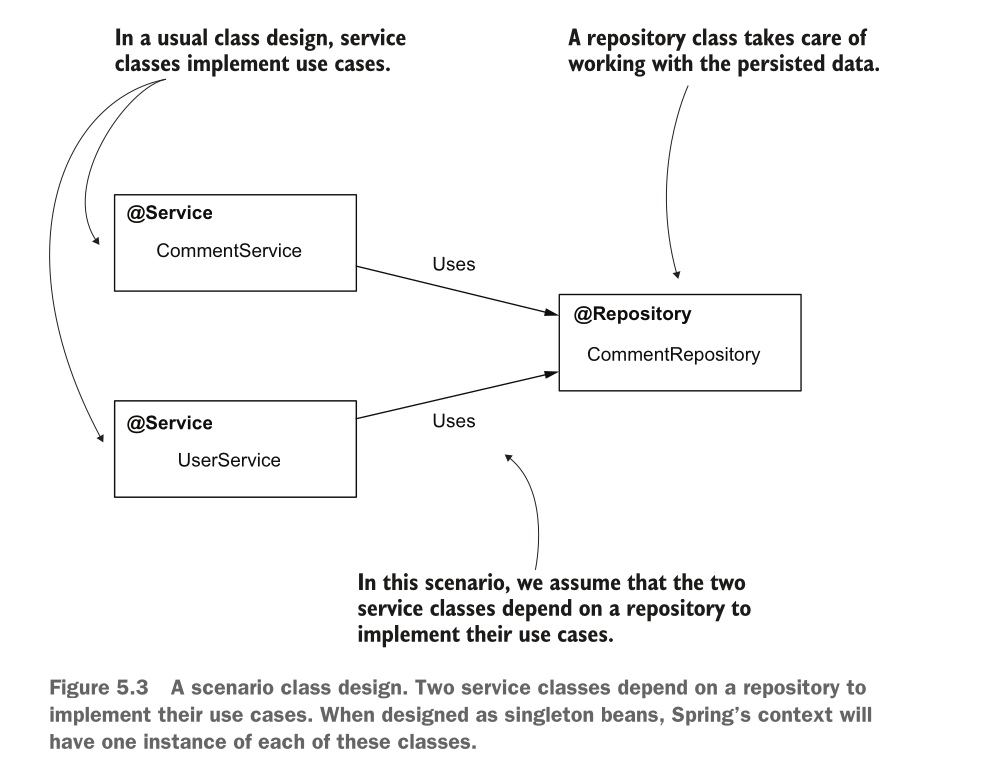 In a usual class design, service
classes implement use cases.
A repository class takes care of
working with the persisted data.
@Service
CommentService
Uses
@Repository
CommentRepository
@Service
UserService
Uses
In this scenario, we assume that the two
service classes depend on a repository to
implement their use cases.
Figure 5.3 A scenario class design. Two service classes depend on a repository to
implement their use cases. When designed as singleton beans, Spring’s context will
have one instance of each of these classes.